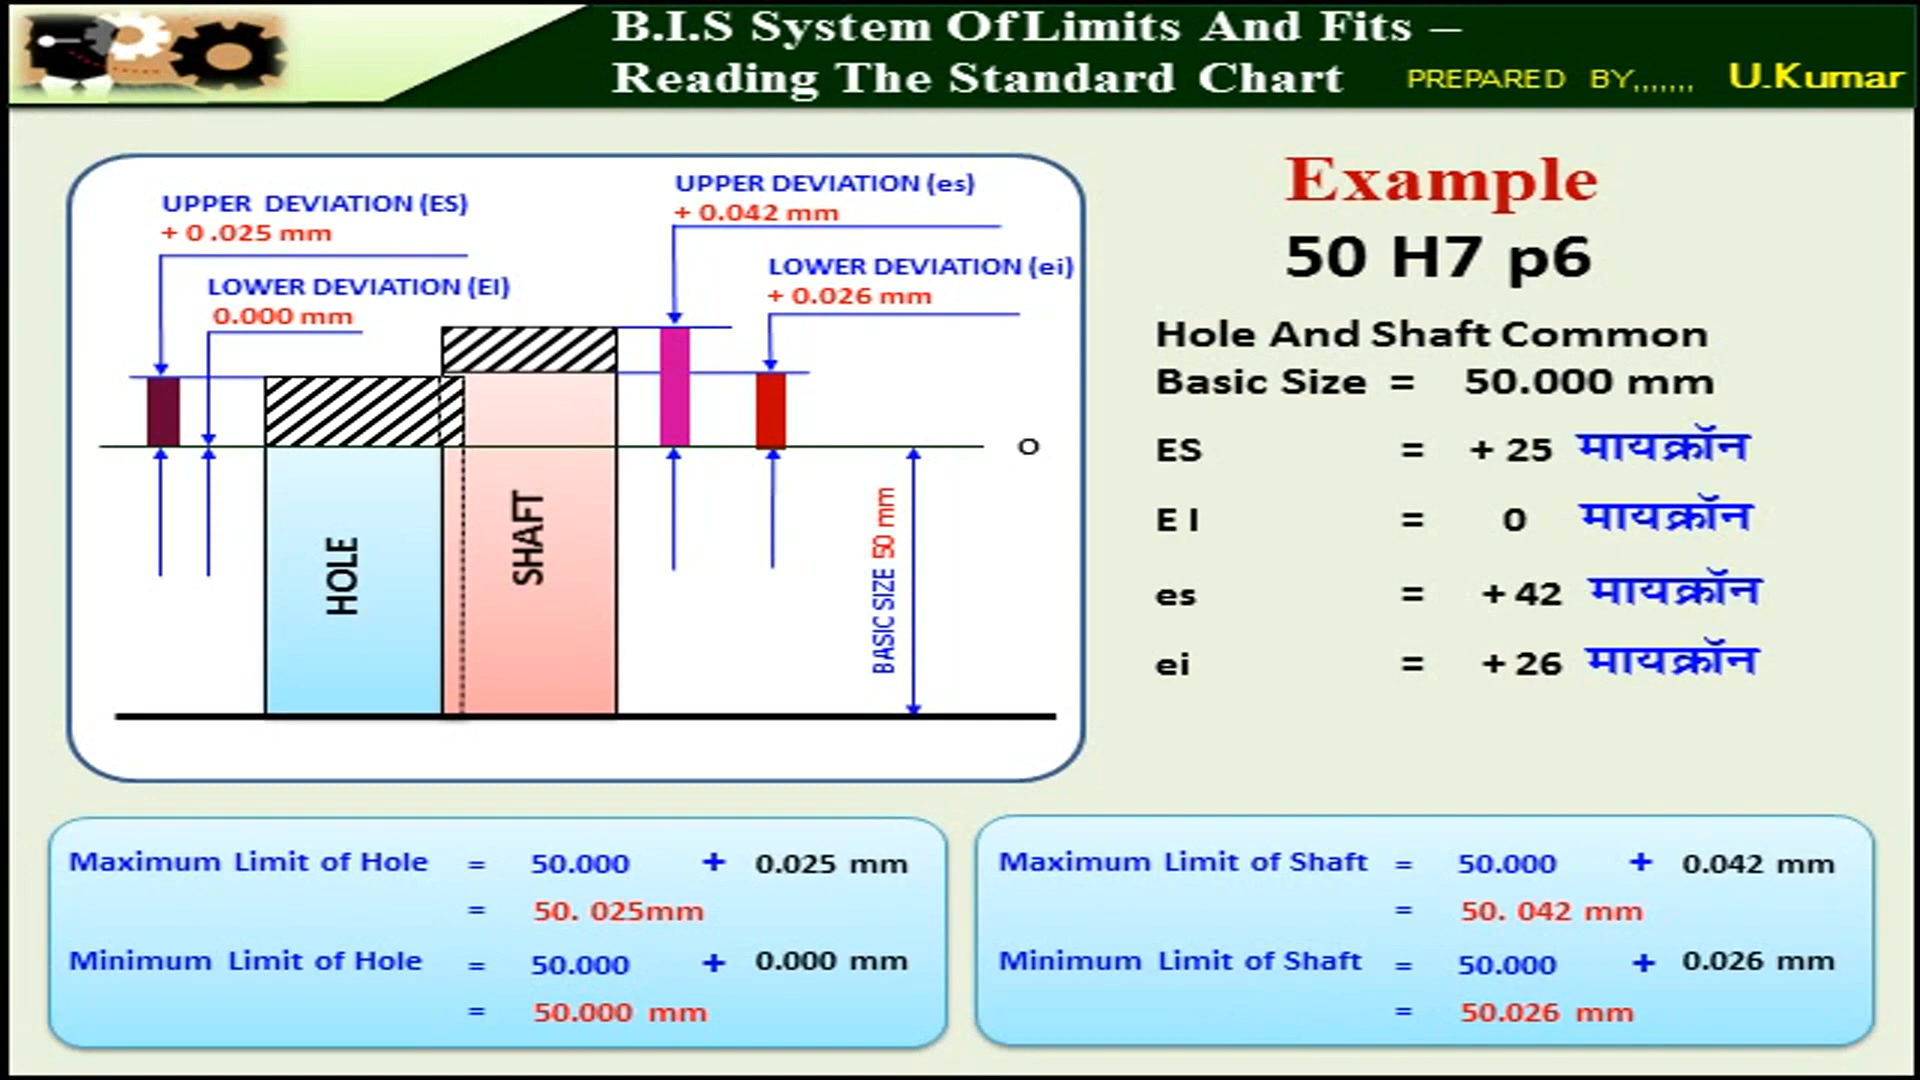 B.I.S System Of Limits And Fits –
Reading The Standard Chart PREPARED BY,,,,,,, U.Kumar
UPPER DEVIATION (ES)
+ 0 .025 mm
LOWER DEVIATION (EI)
0.000 mm
UPPER DEVIATION (es)
+ 0.042 mm
LOWER DEVIATION (ei)
+ 0.026 mm
O
HOLE
SHAFT
BASIC SIZE 50 mm
Example
50 H7 p6
Hole And Shaft Common
Basic Size = 50.000 mm
ES = + 25 मायक्रॉन
E I = 0 मायक्रॉन
es = + 42 मायक्रॉन
ei = + 26 मायक्रॉन
Maximum Limit of Hole = 50.000 + 0.025 mm
= 50. 025mm
Minimum Limit of Hole = 50.000 + 0.000 mm
= 50.000 mm
Maximum Limit of Shaft = 50.000 + 0.042 mm
= 50. 042 mm
Minimum Limit of Shaft = 50.000 + 0.026 mm
= 50.026 mm